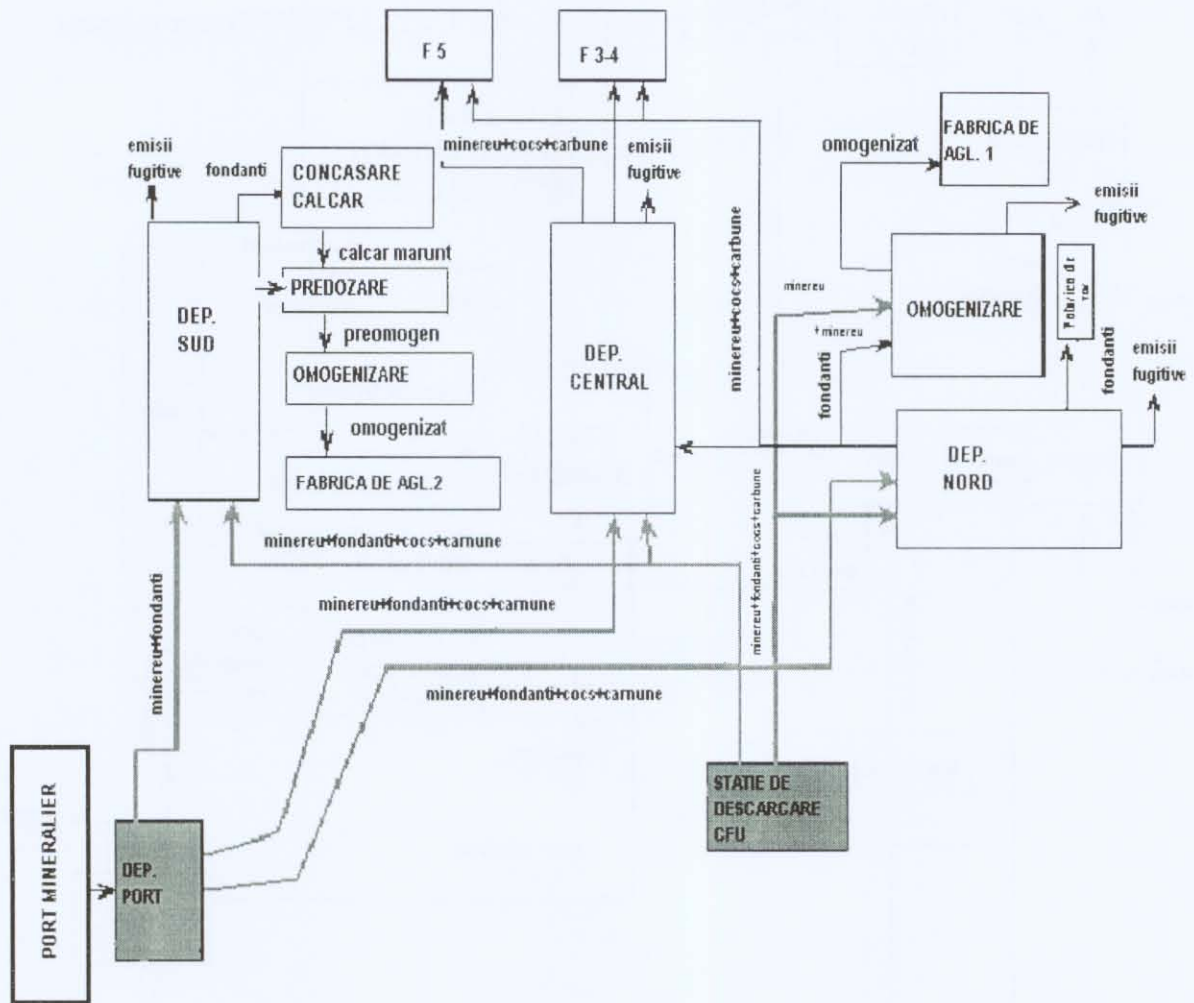 F 5
F 3-4
minereu+cocs+carbune
emisii
fugitive
fondanti
CONCASARE
CALCAR
emisii
fugitive
omogenizat
FABRICA DE
AGL. 1
emisii
fugitive
calcar marunt
PREDOZARE
DEP.
SUD
preomogen
OMOGENIZARE
omogenizat
FABRICA DE AGL.2
DEP.
CENTRAL
minereu+cocs+carbune
minereu
OMOGENIZARE
+minereu
fondanti
Fabrica de
fondanti
emisii
fugitive
DEP.
NORD
minereu+fondanti+cocs+carnune
minereu+fondanti+cocs+carbune
minereu+fondanti+cocs+carnune
minereu+fondanti
minereu+fondanti+cocs+carnune
PORT MINERALIER
DEP.
PORT
STATIE DE
DESCARCARE
CFU